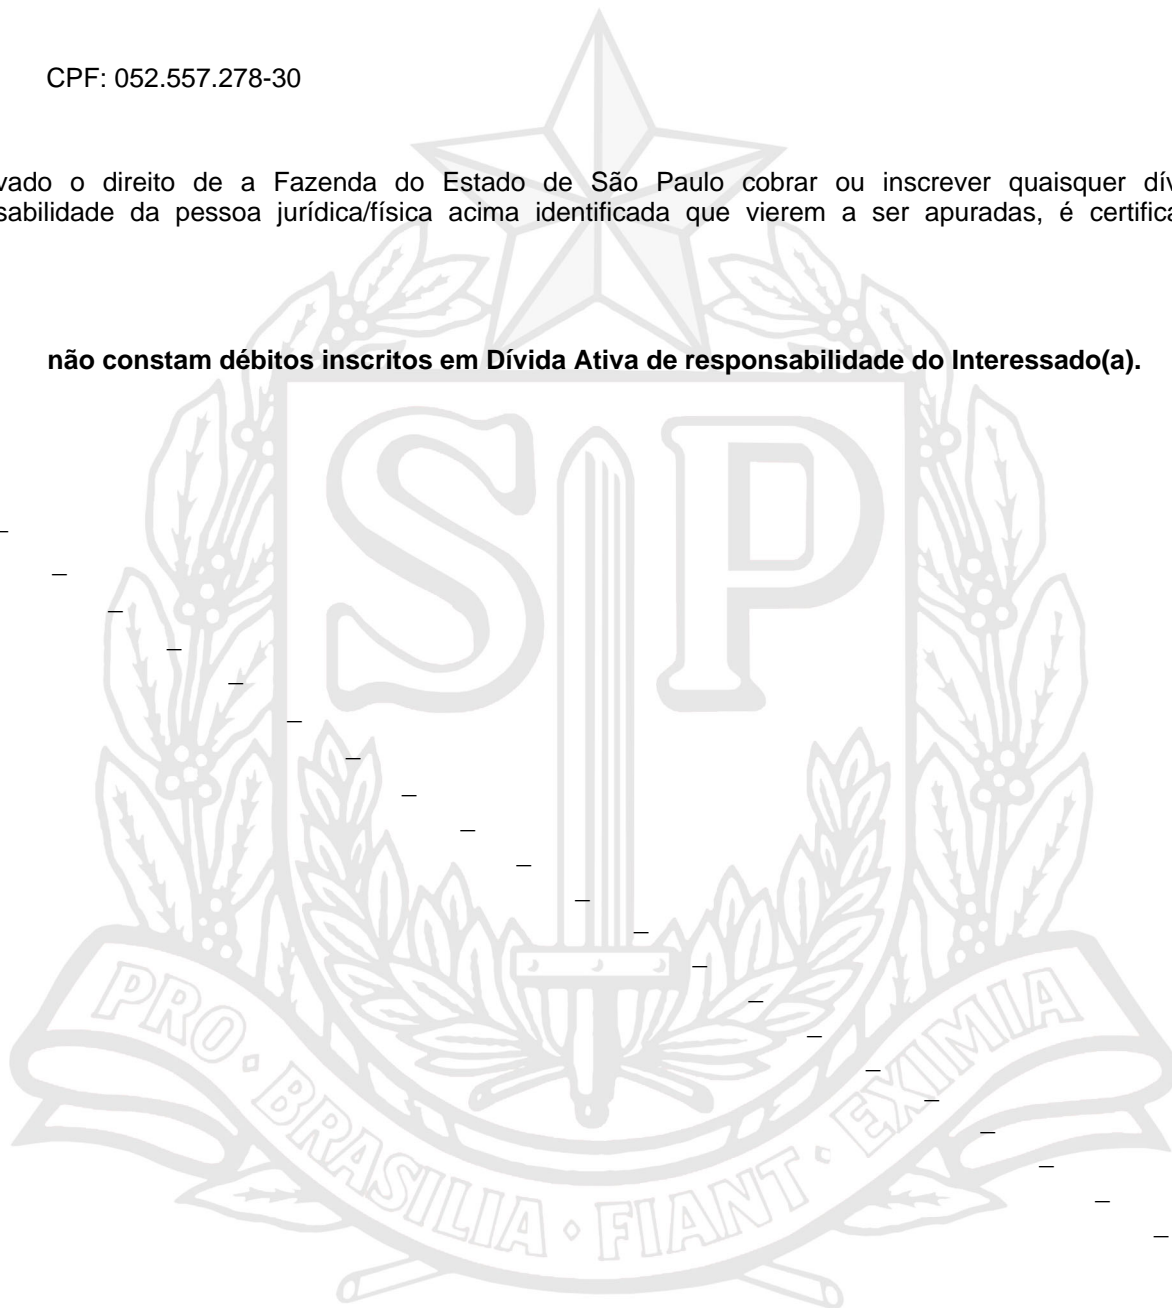 CPF: 052.557.278-30
vado o direito de a Fazenda do Estado de São Paulo cobrar ou inscrever quaisquer dív
sabilidade da pessoa jurídica/física acima identificada que vierem a ser apuradas, é certifica
não constam débitos inscritos em Dívida Ativa de responsabilidade do Interessado(a).
SP
PRO • BRASILIA • FIANT • EXIMIA